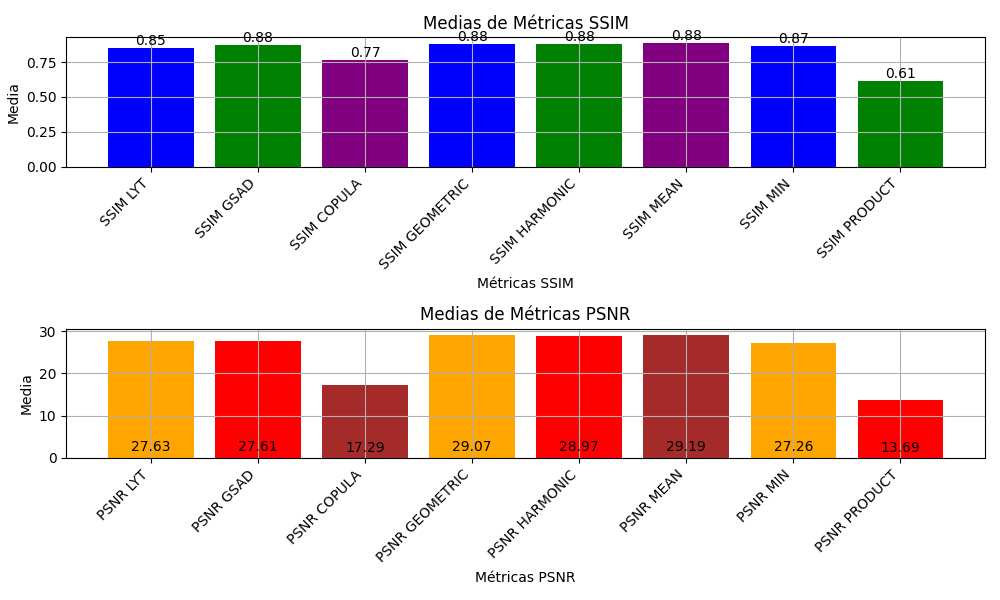 Medias de Métricas SSIM
0.85 0.88 0.77 0.88 0.88 0.88 0.87 0.61
Media
0.75
0.50
0.25
0.00
SSIM LYT
SSIM GSAD
SSIM COPULA
SSIM GEOMETRIC
SSIM HARMONIC
SSIM MEAN
SSIM MIN
SSIM PRODUCT
Métricas SSIM
Medias de Métricas PSNR
Media
30
20
10
0
27.63 27.61 17.29 29.07 28.97 29.19 27.26 13.69
PSNR LYT
PSNR GSAD
PSNR COPULA
PSNR GEOMETRIC
PSNR HARMONIC
PSNR MEAN
PSNR MIN
PSNR PRODUCT
Métricas PSNR